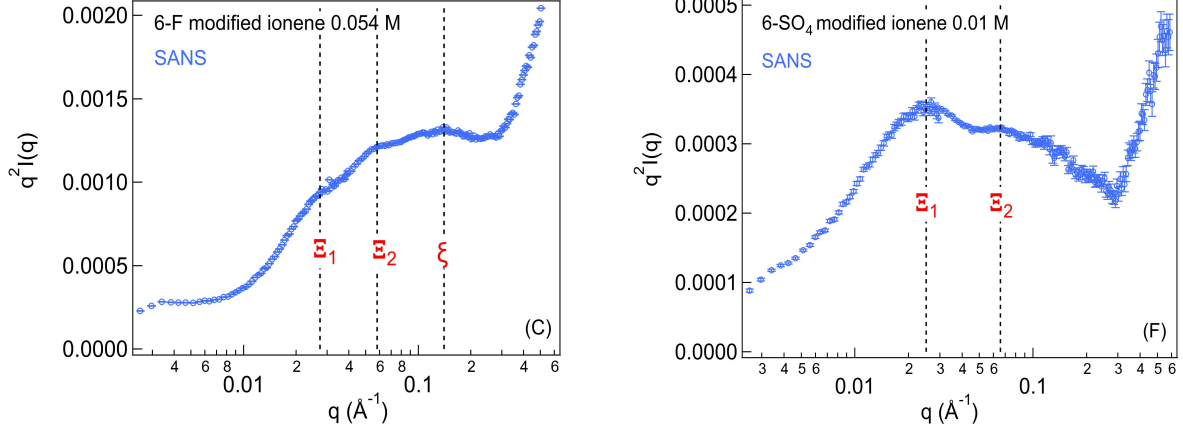 6-F modified ionene 0.054 M
SANS
0.0020
0.0015
0.0010
0.0005
0.0000
q²I(q)
Ξ₁ Ξ₂ ξ
(C)
4 6 8 2 4 6 8 2 4 6
0.01 0.1
q (Å⁻¹)
6-SO₄ modified ionene 0.01 M
SANS
0.0005
0.0004
0.0003
0.0002
0.0001
0.0000
q²I(q)
Ξ₁ Ξ₂
(F)
3 4 5 6 2 3 4 5 6 2 3 4 5 6
0.01 0.1
q (Å⁻¹)